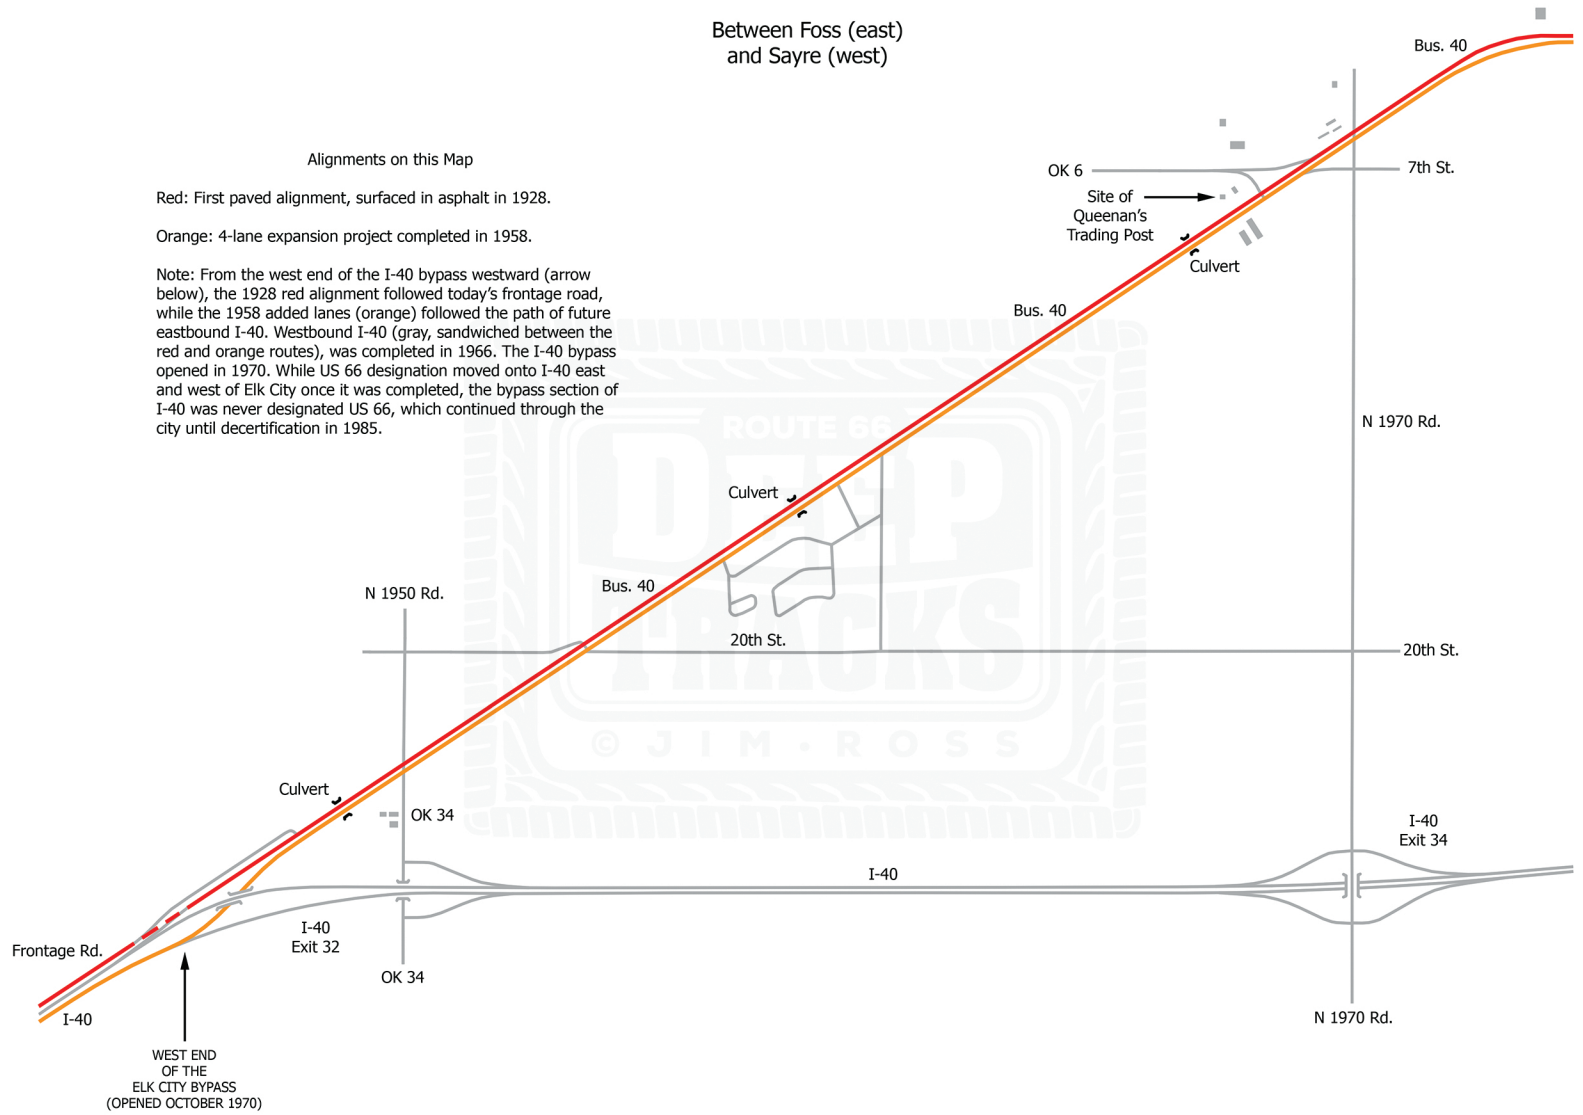 Between Foss (east)
and Sayre (west)
Bus. 40
Alignments on this Map
Red: First paved alignment, surfaced in asphalt in 1928.
Orange: 4-lane expansion project completed in 1958.
Note: From the west end of the I-40 bypass westward (arrow
below), the 1928 red alignment followed today's frontage road,
while the 1958 added lanes (orange) followed the path of future
eastbound I-40. Westbound I-40 (gray, sandwiched between the
red and orange routes), was completed in 1966. The I-40 bypass
opened in 1970. While US 66 designation moved onto I-40 east
and west of Elk City once it was completed, the bypass section of
I-40 was never designated US 66, which continued through the
city until decertification in 1985.
OK 6
7th St.
Site of
Queenan's
Trading Post
Culvert
Bus. 40
N 1970 Rd.
ROUTE 66
DEEP
TRACKS
© JIM · ROSS
Culvert
Bus. 40
N 1950 Rd.
20th St.
20th St.
Culvert
OK 34
I-40
Exit 34
I-40
I-40
Exit 32
Frontage Rd.
OK 34
I-40
N 1970 Rd.
WEST END
OF THE
ELK CITY BYPASS
(OPENED OCTOBER 1970)